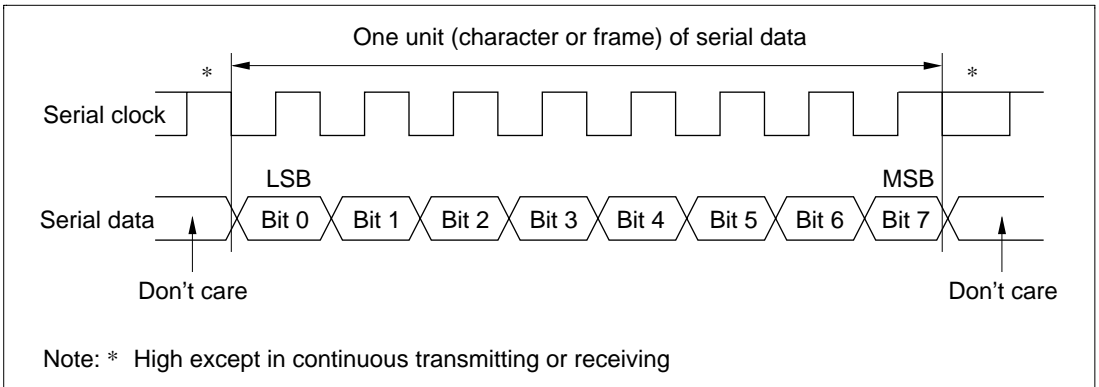 One unit (character or frame) of serial data
* *
Serial clock
LSB MSB
Serial data Bit 0 Bit 1 Bit 2 Bit 3 Bit 4 Bit 5 Bit 6 Bit 7
Don’t care Don’t care
Note: * High except in continuous transmitting or receiving